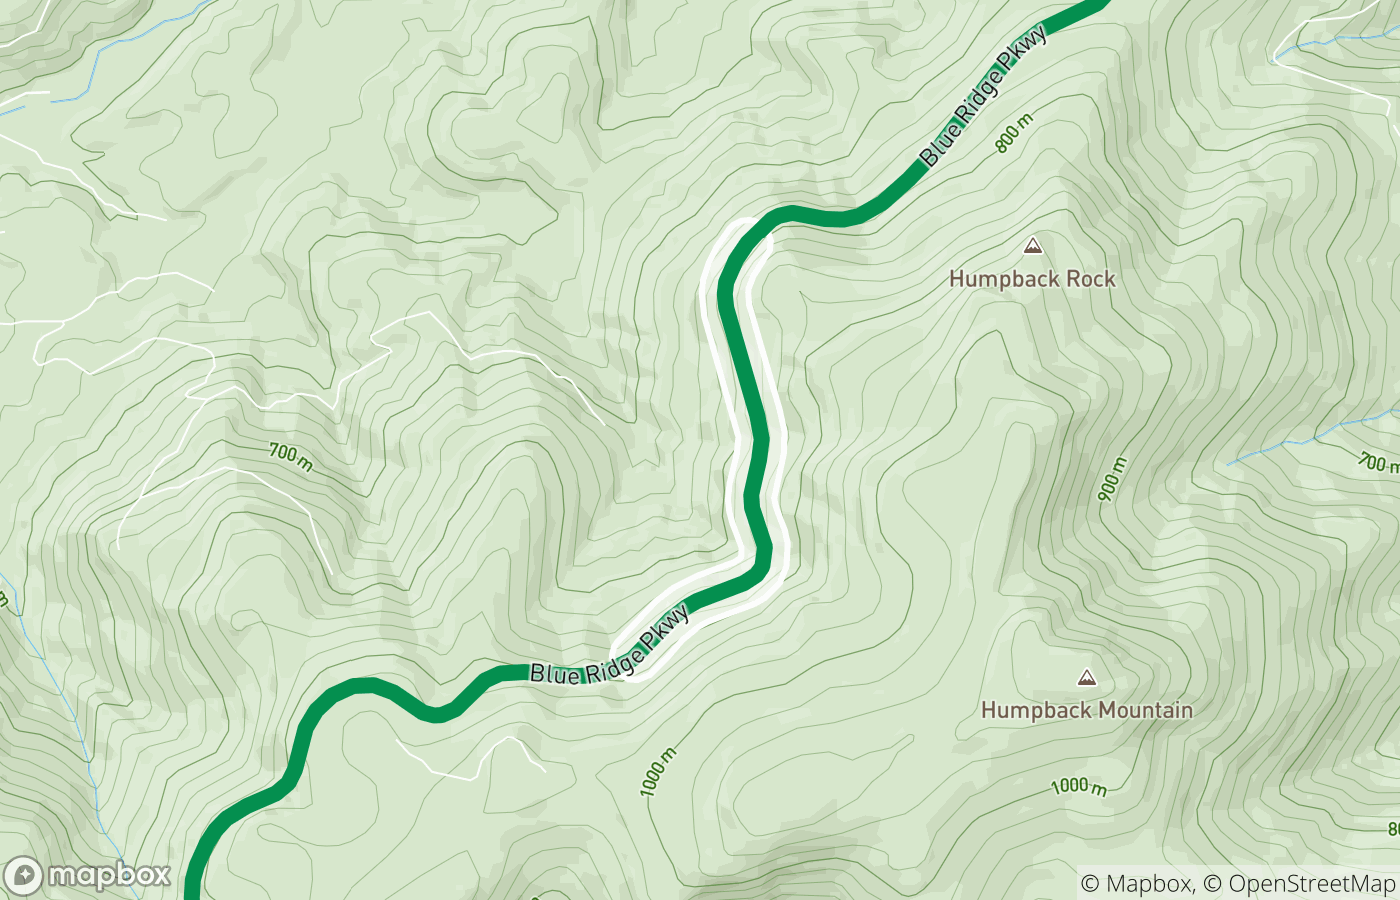 Blue Ridge Pkwy
800 m
Humpback Rock
700 m
900 m
700 m
Blue Ridge Pkwy
Humpback Mountain
1000 m
1000 m
mapbox
© Mapbox, © OpenStreetMap